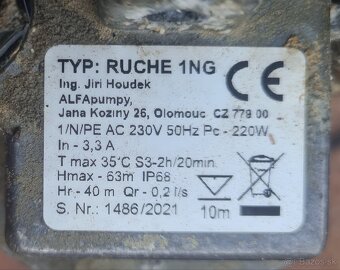 TYP: RUCHE 1NG
Ing. Jiri Houdek
ALFApumpy,
Jana Koziny 26, Olomouc CZ 779 00
1/N/PE AC 230V 50Hz Pc - 220W
In - 3,3 A
T max 35°C S3-2h/20min.
Hmax - 63m IP68
Hr - 40 m Qr - 0,2 l/s
S. Nr.: 1486/2021
10m
CE
© Bazos.sk